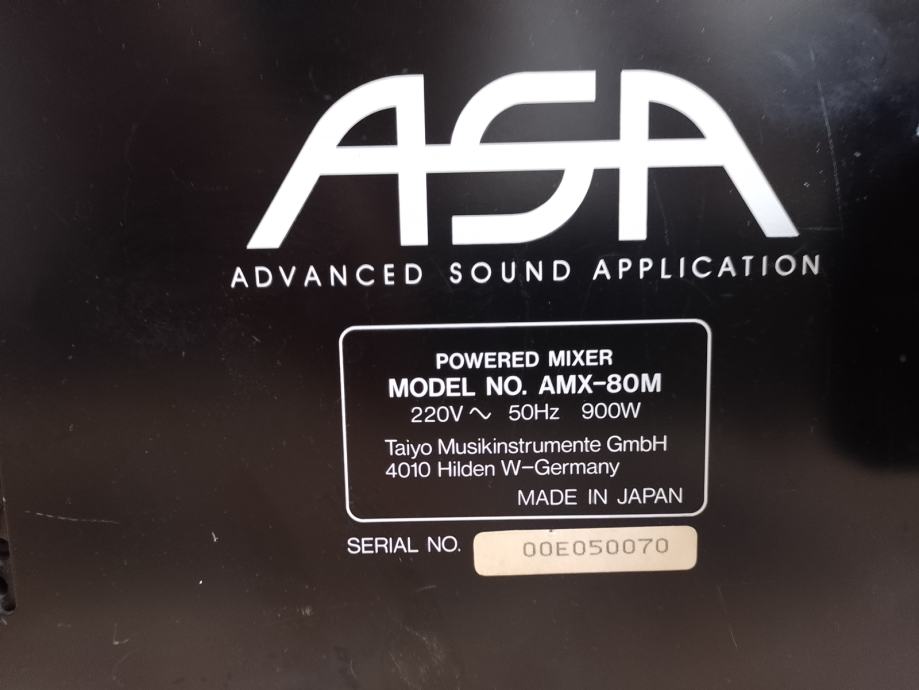 ASA
ADVANCED SOUND APPLICATION
POWERED MIXER
MODEL NO. AMX-80M
220V～ 50Hz 900W
Taiyo Musikinstrumente GmbH
4010 Hilden W-Germany
MADE IN JAPAN
SERIAL NO. 00E050070